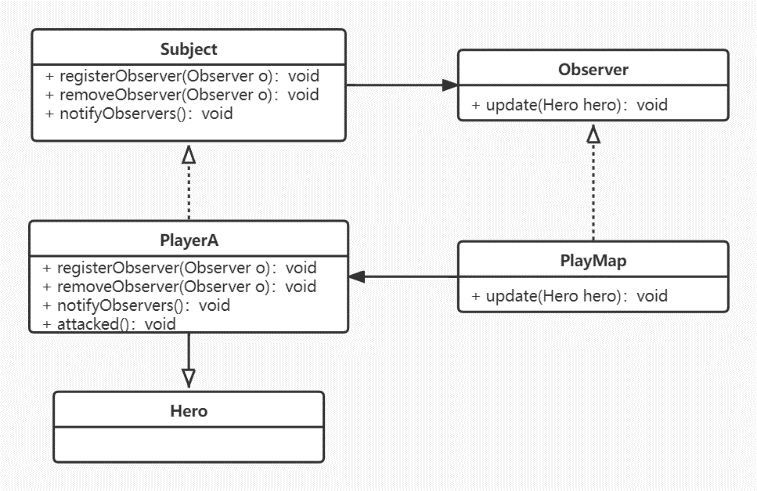 Subject
+ registerObserver(Observer o)：void
+ removeObserver(Observer o)：void
+ notifyObservers()：void
Observer
+ update(Hero hero)：void
PlayerA
+ registerObserver(Observer o)：void
+ removeObserver(Observer o)：void
+ notifyObservers()：void
+ attacked()：void
PlayMap
+ update(Hero hero)：void
Hero